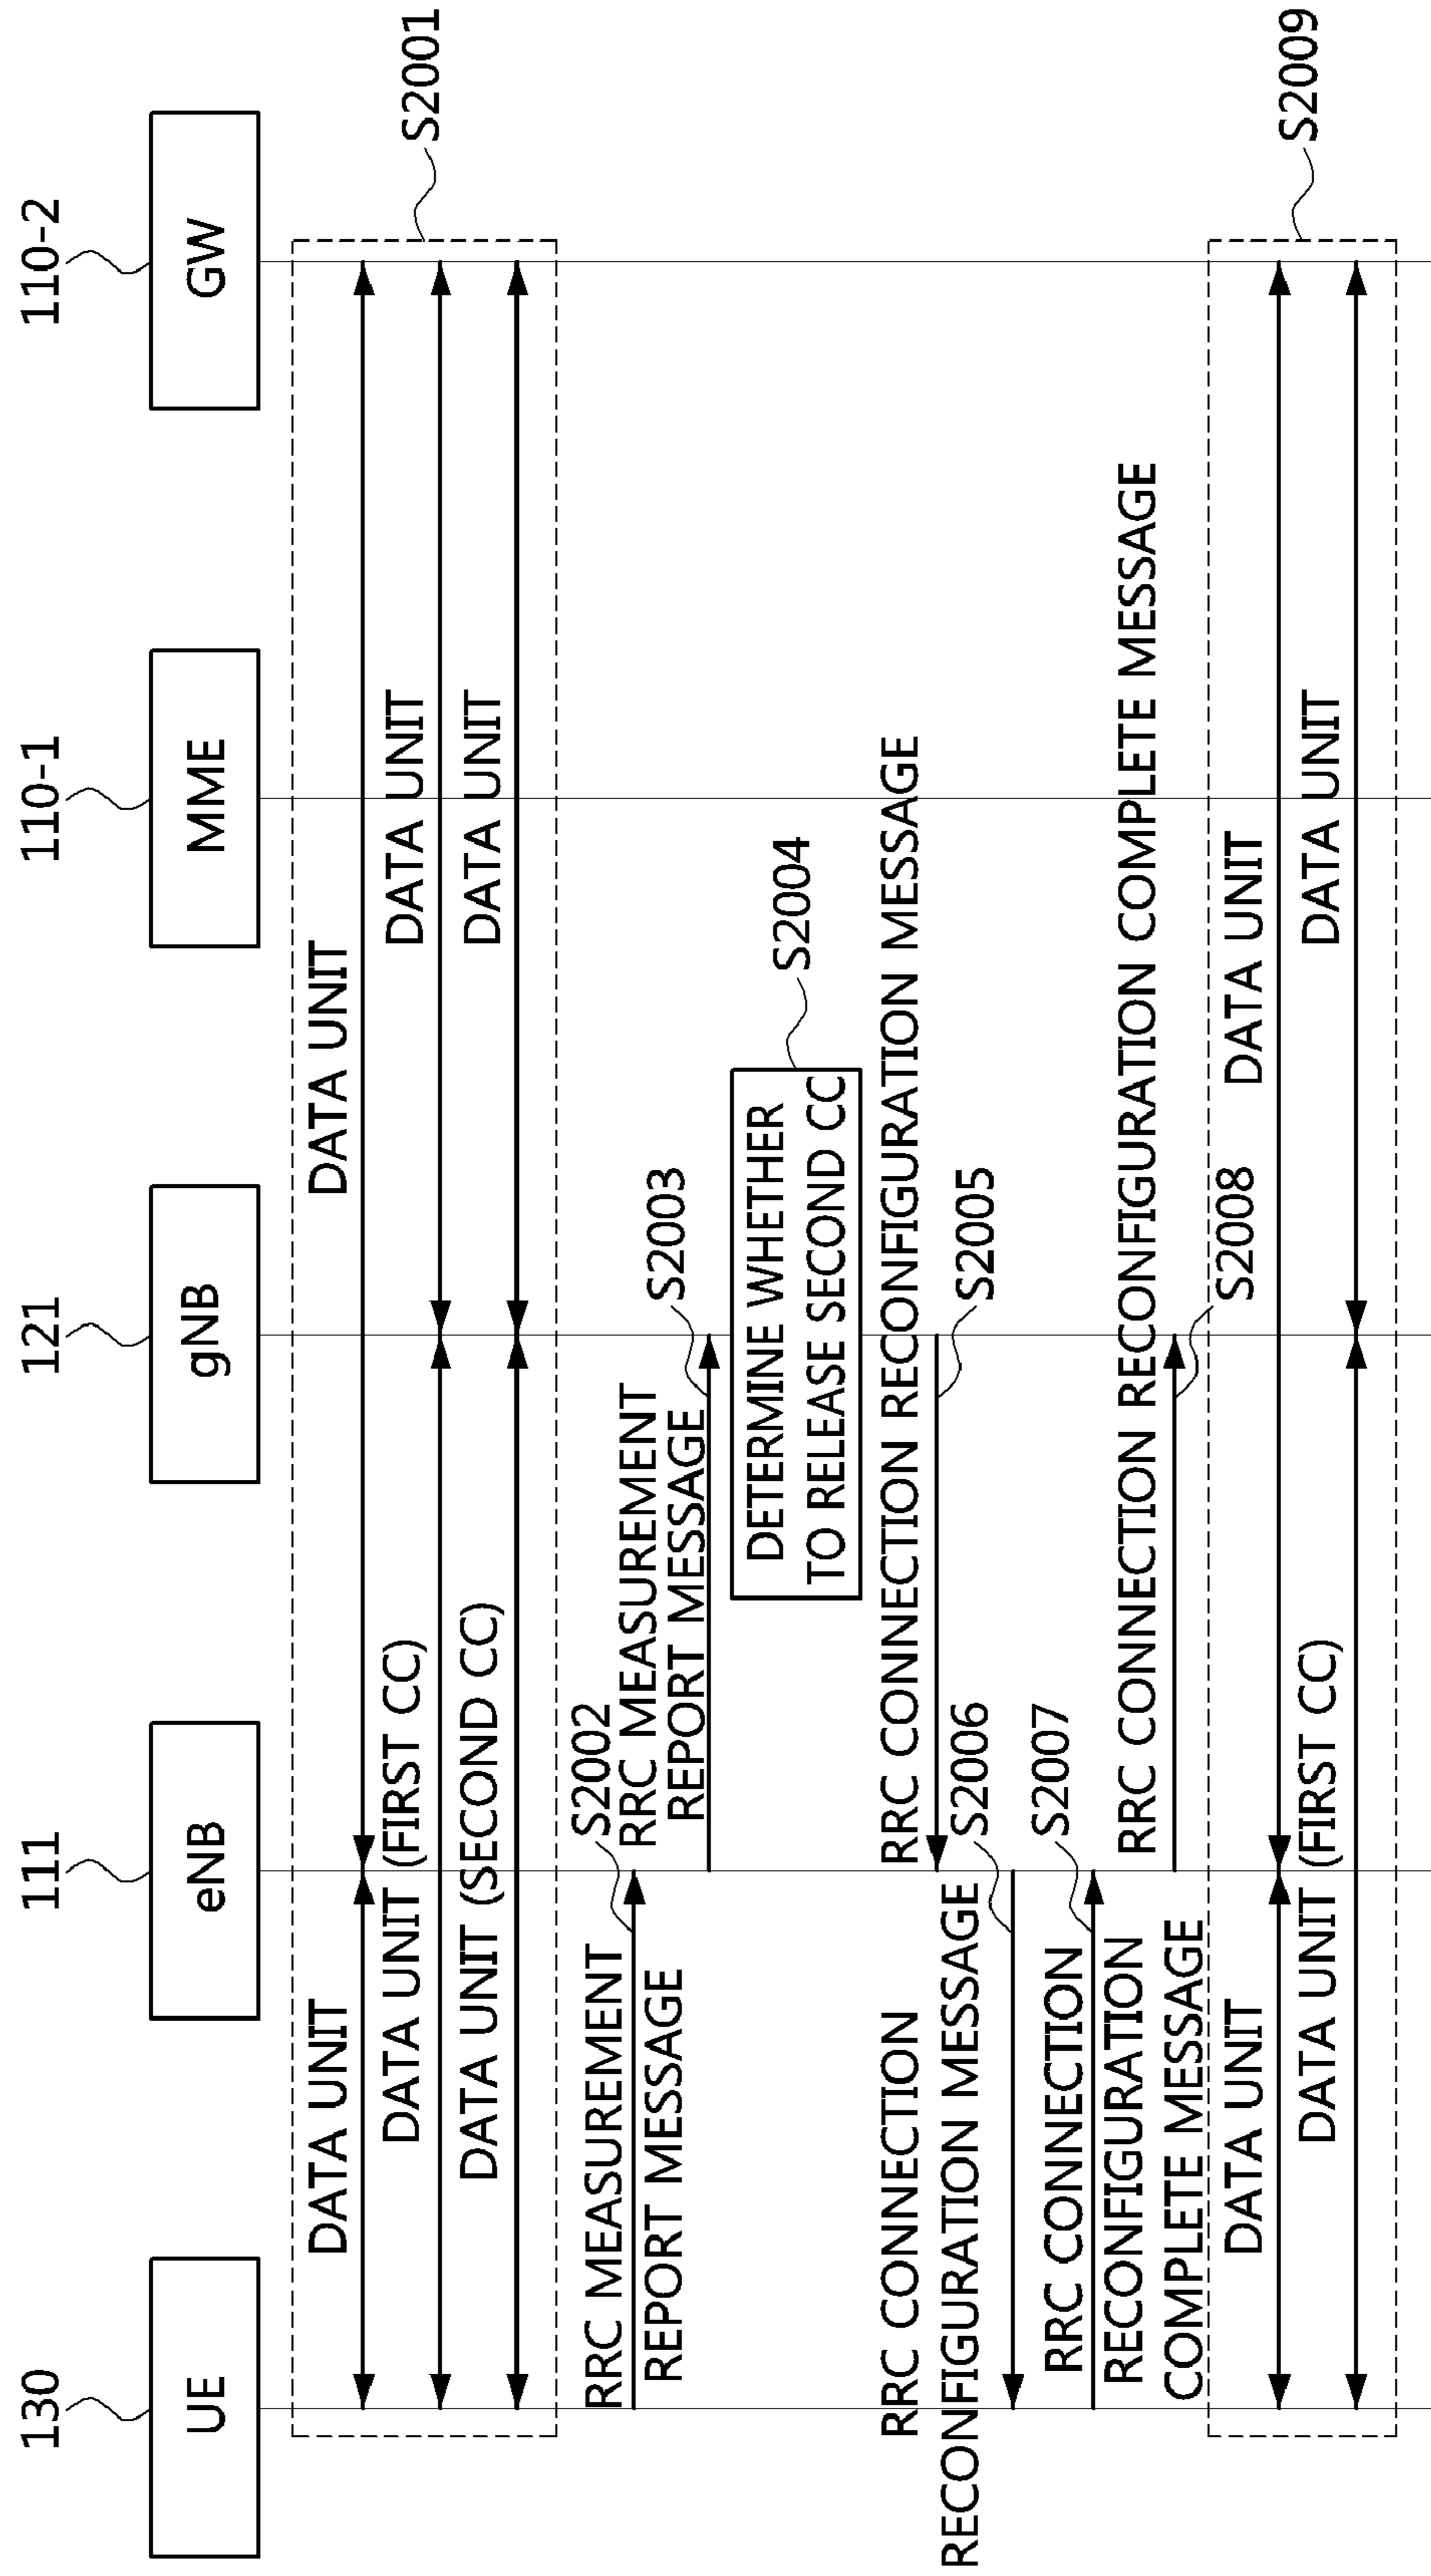 130
111
121
110-1
110-2
UE
eNB
gNB
MME
GW
S2001
DATA UNIT
DATA UNIT
DATA UNIT (FIRST CC)
DATA UNIT
DATA UNIT (SECOND CC)
DATA UNIT
RRC MEASUREMENT
REPORT MESSAGE
S2002
RRC MEASUREMENT
REPORT MESSAGE
S2003
DETERMINE WHETHER
TO RELEASE SECOND CC
S2004
RRC CONNECTION RECONFIGURATION MESSAGE
S2005
RRC CONNECTION
RECONFIGURATION MESSAGE
S2006
RRC CONNECTION
RECONFIGURATION
COMPLETE MESSAGE
S2007
RRC CONNECTION RECONFIGURATION COMPLETE MESSAGE
S2008
DATA UNIT
DATA UNIT
DATA UNIT (FIRST CC)
DATA UNIT
S2009